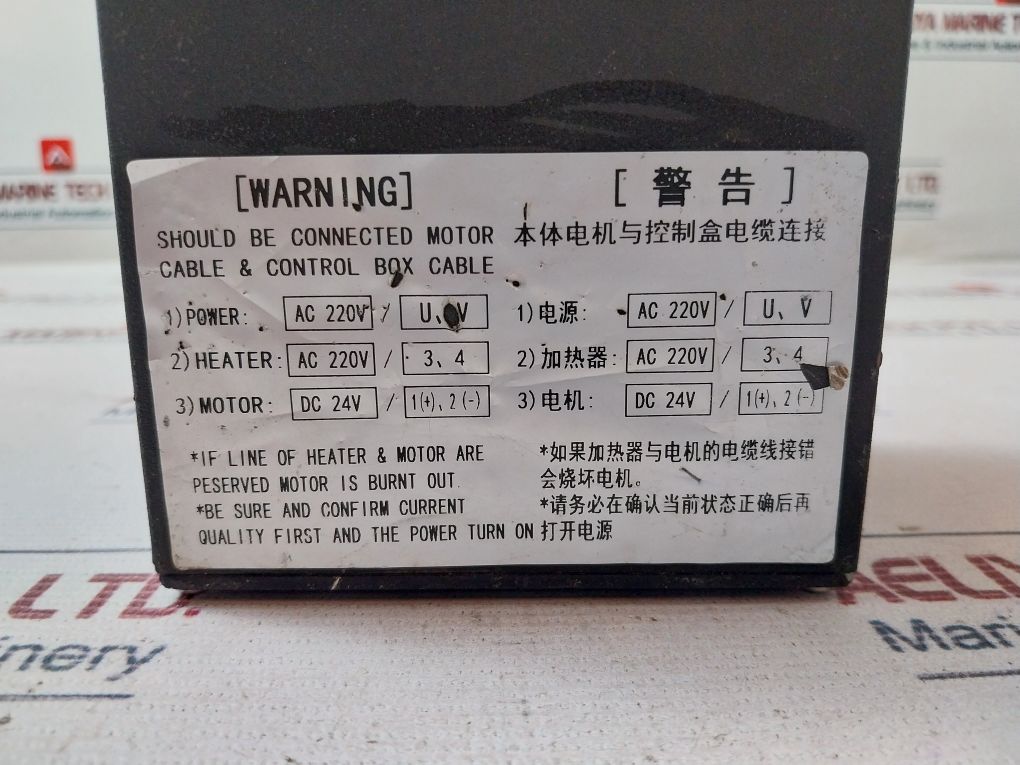 [WARNING]
SHOULD BE CONNECTED MOTOR
CABLE & CONTROL BOX CABLE
1)POWER: AC 220V / U、V
2)HEATER: AC 220V / 3、4
3)MOTOR: DC 24V / 1(+)、2(-)
*IF LINE OF HEATER & MOTOR ARE
PESERVED MOTOR IS BURNT OUT.
*BE SURE AND CONFIRM CURRENT
QUALITY FIRST AND THE POWER TURN ON
[警告]
本体电机与控制盒电缆连接
1)电源: AC 220V / U、V
2)加热器: AC 220V / 3、4
3)电机: DC 24V / 1(+)、2(-)
*如果加热器与电机的电缆线接错
会烧坏电机。
*请务必在确认当前状态正确后再
打开电源
MARINE TECH
LTD.
LTD.